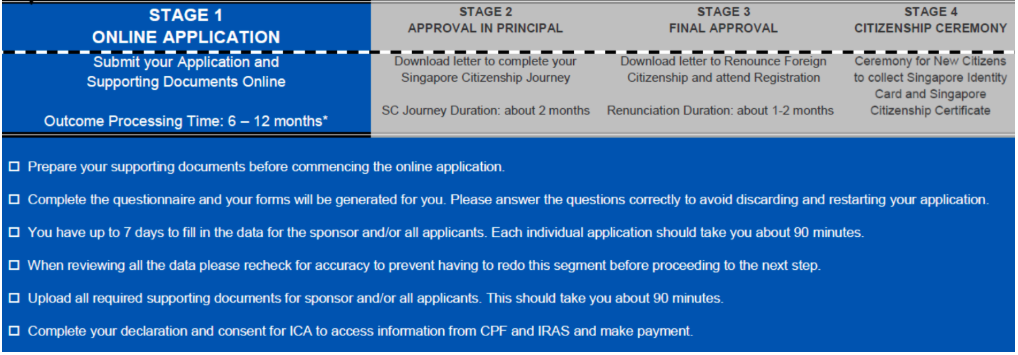 STAGE 1
ONLINE APPLICATION
Submit your Application and
Supporting Documents Online
Outcome Processing Time: 6 – 12 months*
STAGE 2
APPROVAL IN PRINCIPAL
Download letter to complete your
Singapore Citizenship Journey
SC Journey Duration: about 2 months
STAGE 3
FINAL APPROVAL
Download letter to Renounce Foreign
Citizenship and attend Registration
Renunciation Duration: about 1-2 months
STAGE 4
CITIZENSHIP CEREMONY
Ceremony for New Citizens
to collect Singapore Identity
Card and Singapore
Citizenship Certificate
☐ Prepare your supporting documents before commencing the online application.
☐ Complete the questionnaire and your forms will be generated for you. Please answer the questions correctly to avoid discarding and restarting your application.
☐ You have up to 7 days to fill in the data for the sponsor and/or all applicants. Each individual application should take you about 90 minutes.
☐ When reviewing all the data please recheck for accuracy to prevent having to redo this segment before proceeding to the next step.
☐ Upload all required supporting documents for sponsor and/or all applicants. This should take you about 90 minutes.
☐ Complete your declaration and consent for ICA to access information from CPF and IRAS and make payment.